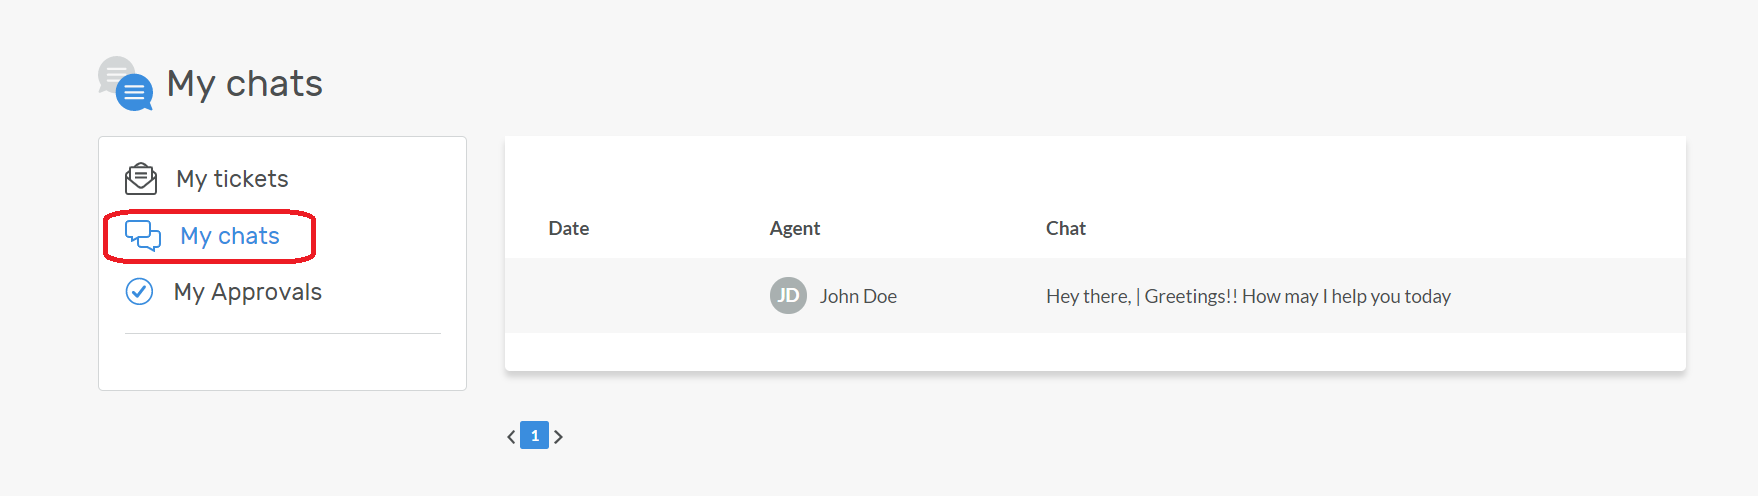 My chats
My tickets
My chats
My Approvals
Date Agent Chat
JD John Doe Hey there, | Greetings!! How may I help you today
1